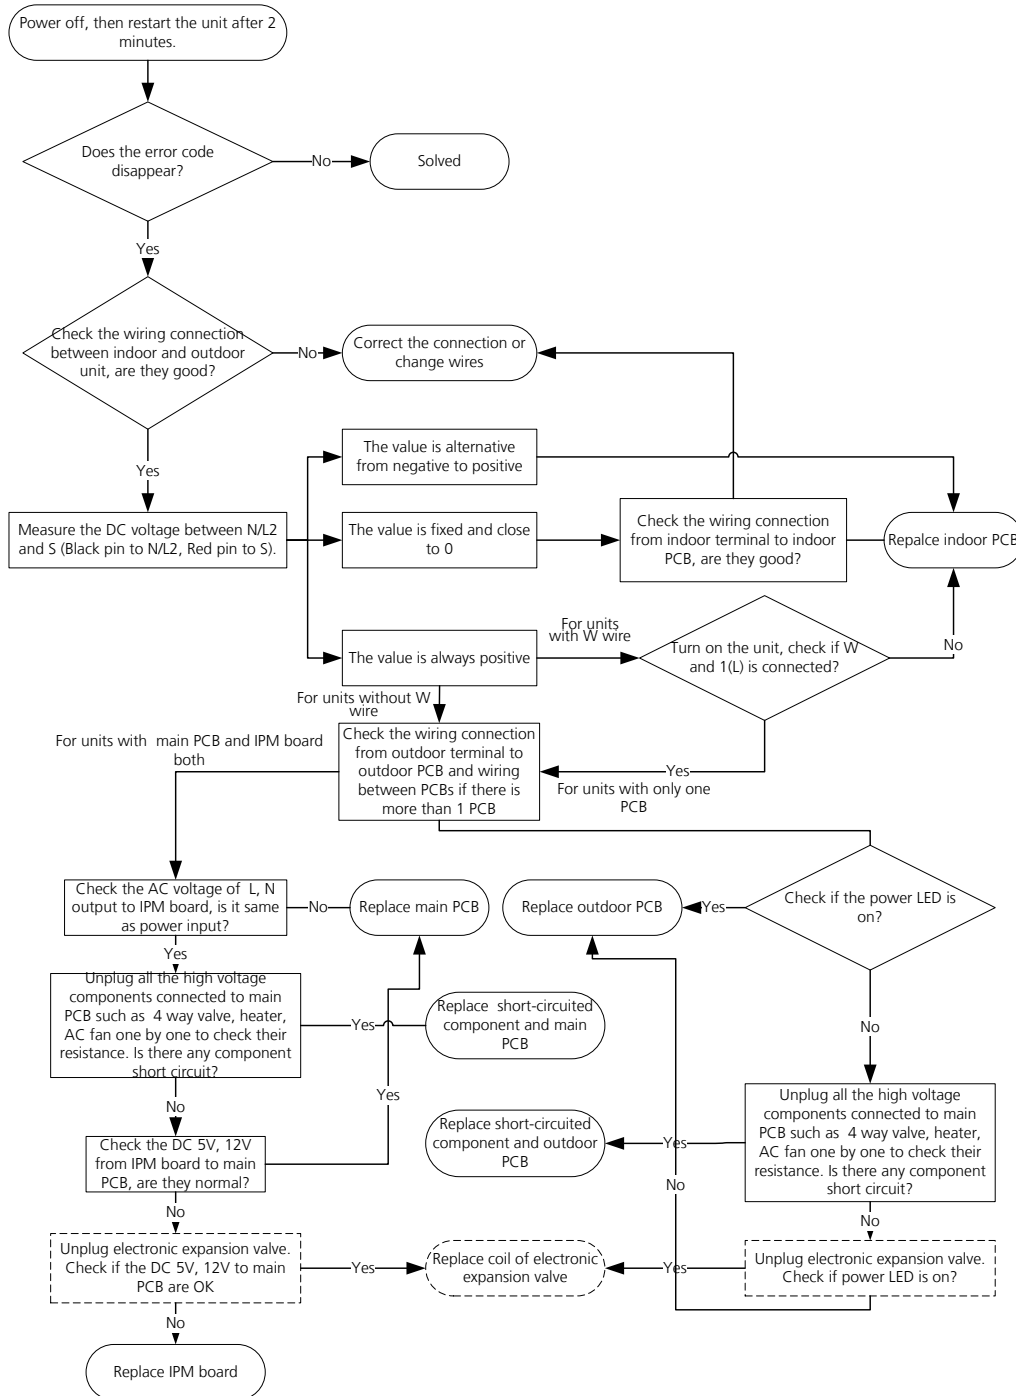 Power off, then restart the unit after 2
minutes.
Does the error code
disappear?
No
Solved
Yes
Check the wiring connection
between indoor and outdoor
unit, are they good?
No
Correct the connection or
change wires
Yes
The value is alternative
from negative to positive
Measure the DC voltage between N/L2
and S (Black pin to N/L2, Red pin to S).
The value is fixed and close
to 0
Check the wiring connection
from indoor terminal to indoor
PCB, are they good?
Repalce indoor PCB
The value is always positive
For units
with W wire
Turn on the unit, check if W
and 1(L) is connected?
No
For units without W
wire
For units with  main PCB and IPM board
both
Check the wiring connection
from outdoor terminal to
outdoor PCB and wiring
between PCBs if there is
more than 1 PCB
Yes
For units with only one
PCB
Check the AC voltage of  L, N
output to IPM board, is it same
as power input?
No
Replace main PCB
Replace outdoor PCB
Yes
Check if the power LED is
on?
Yes
Unplug all the high voltage
components connected to main
PCB such as  4 way valve, heater,
AC fan one by one to check their
resistance. Is there any component
short circuit?
Yes
Replace  short-circuited
component and main
PCB
No
Yes
No
Check the DC 5V, 12V
from IPM board to main
PCB, are they normal?
Replace short-circuited
component and outdoor
PCB
Yes
Unplug all the high voltage
components connected to main
PCB such as  4 way valve, heater,
AC fan one by one to check their
resistance. Is there any component
short circuit?
No
No
No
Unplug electronic expansion valve.
Check if the DC 5V, 12V to main
PCB are OK
Yes
Replace coil of electronic
expansion valve
Yes
Unplug electronic expansion valve.
Check if power LED is on?
No
Replace IPM board